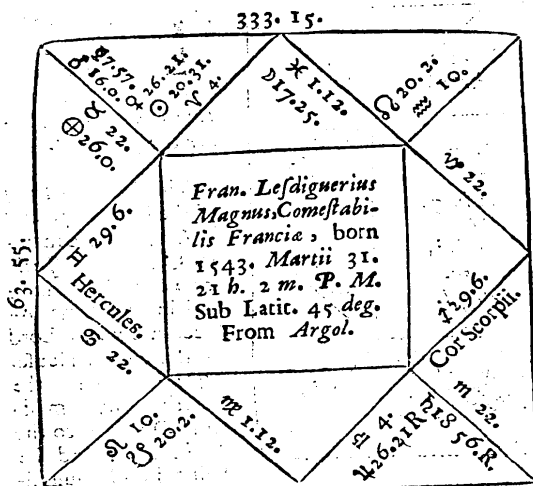 333. 15.
☿7.57.
♂16.0. ♀ 26.21.
☉ 20.31.
♈ 4.
♉ 22.
⊕26.0.
♓ 1.12.
☽17.25.
☊ 20.2.
♒ 10.
♑ 22.
63. 55.
♊ 29.6.
Hercules.
Fran. Leſdiguerius
Magnus, Comeſtabi-
lis Franciæ, born
1543. Martii 31.
21 h. 2 m. P. M.
Sub Latit. 45 deg.
From Argol.
♐29.6.
Cor Scorpii.
♋ 22.
♌ 10.
☋ 20.2.
♍ 1.12.
♎ 4.
♃26.21R
♏ 22.
♄18 56.R.